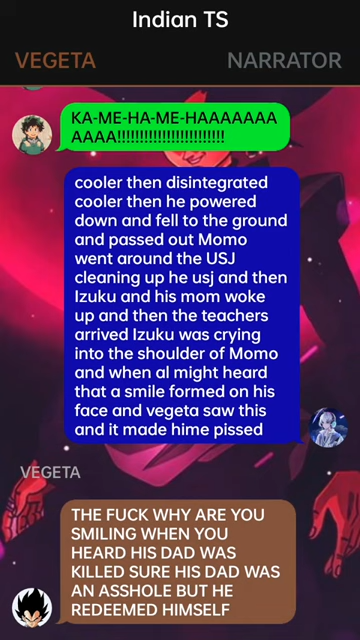 Indian TS
VEGETA
NARRATOR
KA-ME-HA-ME-HAAAAAAA
AAAA!!!!!!!!!!!!!!!!!!!!!!!!
cooler then disintegrated
cooler then he powered
down and fell to the ground
and passed out Momo
went around the USJ
cleaning up he usj and then
Izuku and his mom woke
up and then the teachers
arrived Izuku was crying
into the shoulder of Momo
and when al might heard
that a smile formed on his
face and vegeta saw this
and it made hime pissed
VEGETA
THE FUCK WHY ARE YOU
SMILING WHEN YOU
HEARD HIS DAD WAS
KILLED SURE HIS DAD WAS
AN ASSHOLE BUT HE
REDEEMED HIMSELF